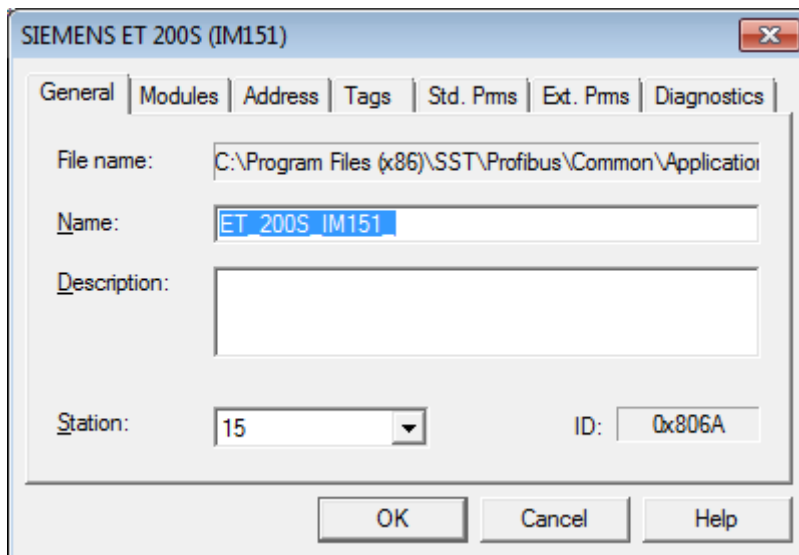 SIEMENS ET 200S (IM151)
General Modules Address Tags Std. Prms Ext. Prms Diagnostics
File name: C:\Program Files (x86)\SST\Profibus\Common\Application
Name: ET_200S_IM151_
Description:
Station: 15 ID: 0x806A
OK Cancel Help